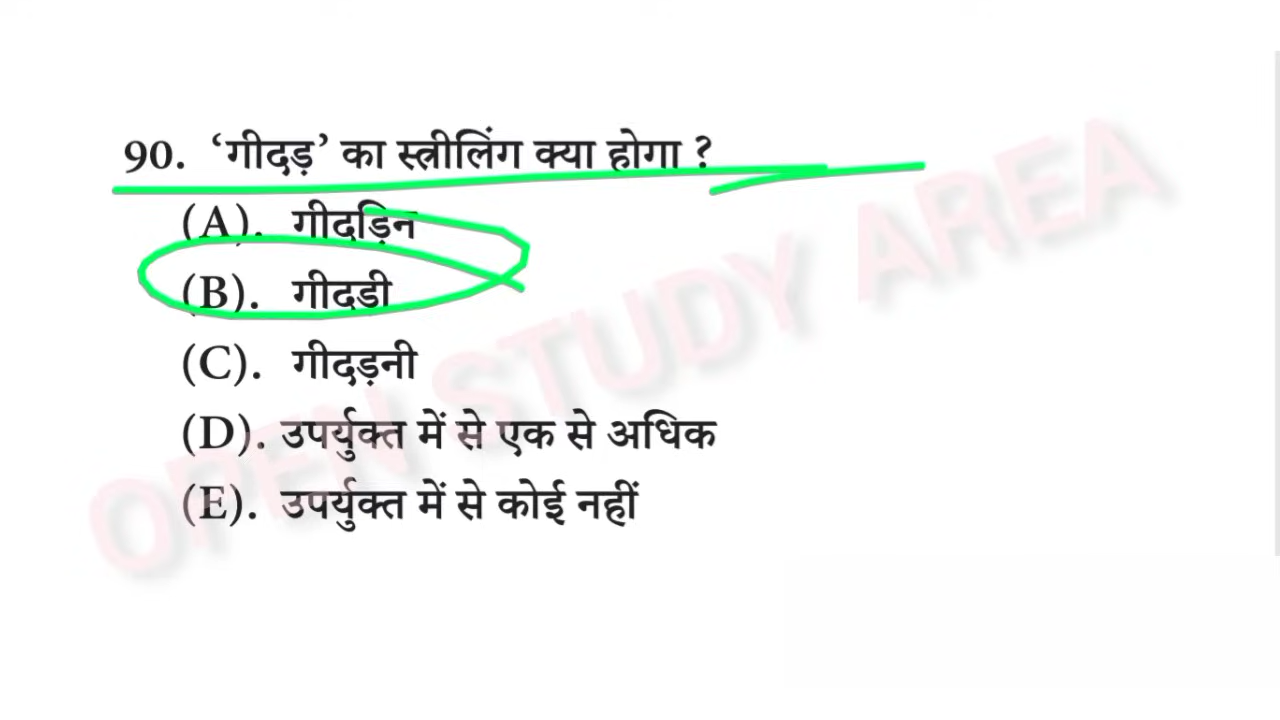 90. ‘गीदड़’ का स्त्रीलिंग क्या होगा ?
(A). गीदड़िन
(B). गीदडी
(C). गीदड़नी
(D). उपर्युक्त में से एक से अधिक
(E). उपर्युक्त में से कोई नहीं
OPEN STUDY AREA